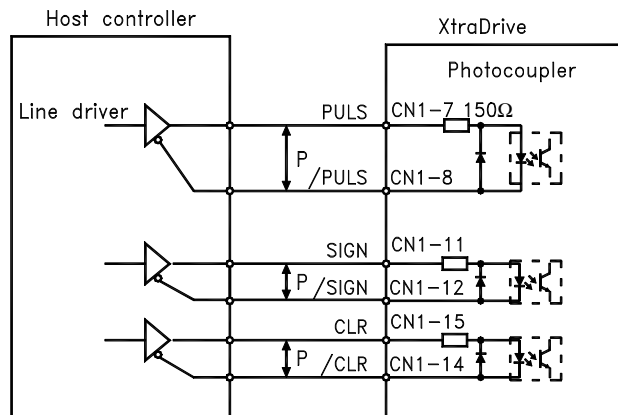 Host controller
XtraDrive
Photocoupler
Line driver
PULS CN1-7 150Ω
P
/PULS CN1-8
SIGN CN1-11
P
/SIGN CN1-12
CLR CN1-15
P
/CLR CN1-14